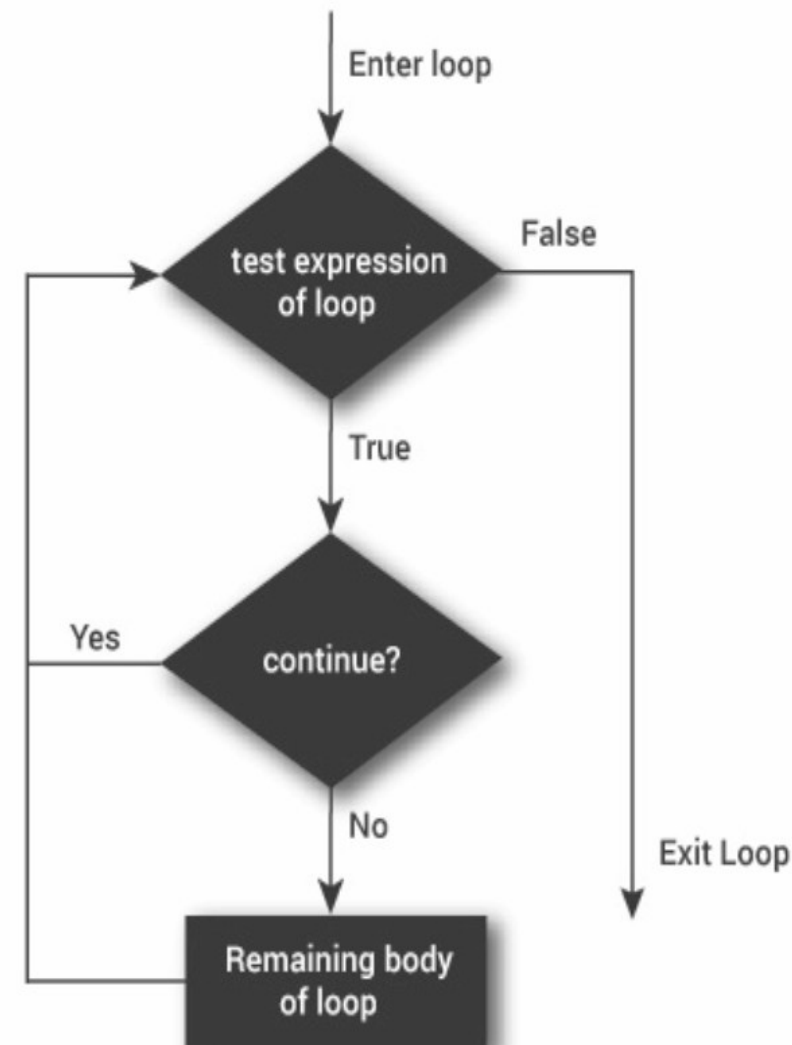 Enter loop
False
test expression
of loop
True
Yes
continue?
No
Exit Loop
Remaining body
of loop